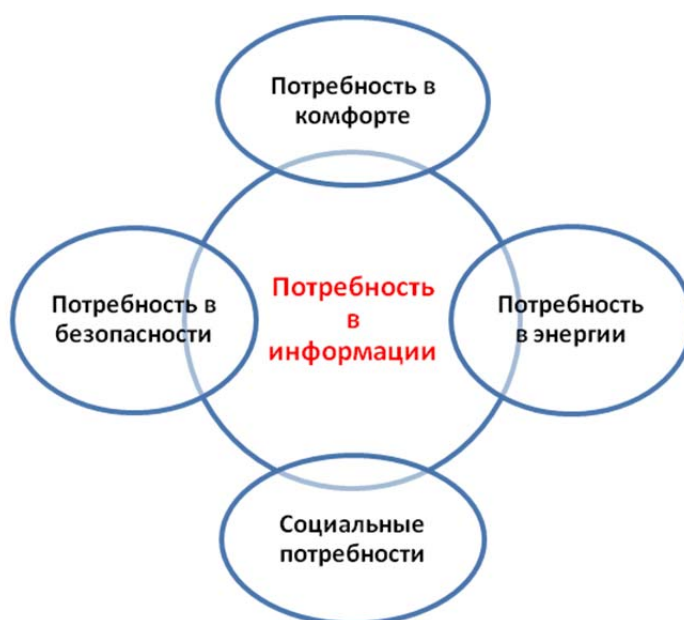 Потребность в
комфорте
Потребность в
безопасности
Потребность
в
информации
Потребность
в энергии
Социальные
потребности